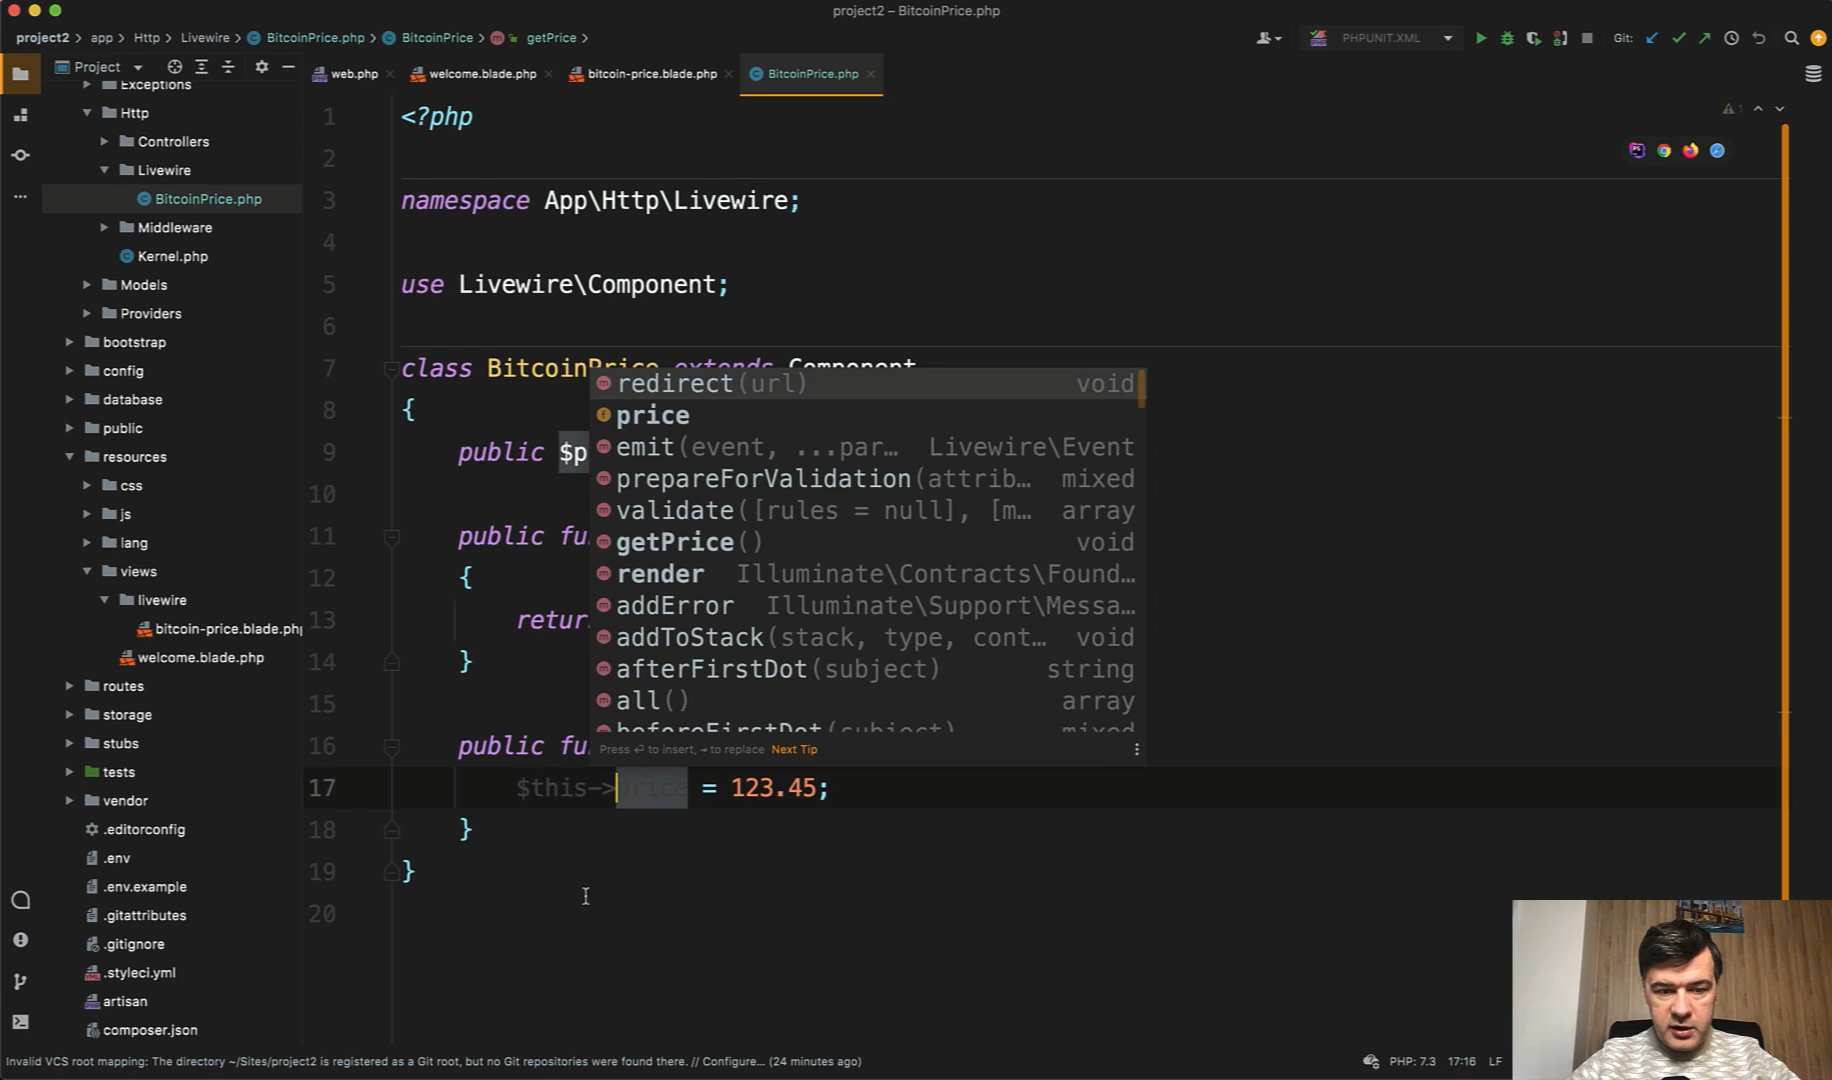 project2 – BitcoinPrice.php
project2 > app > Http > Livewire > BitcoinPrice.php > BitcoinPrice > getPrice >
PHPUNIT.XML
Git:
Project
web.php
welcome.blade.php
bitcoin-price.blade.php
BitcoinPrice.php
Exceptions
Http
Controllers
Livewire
BitcoinPrice.php
Middleware
Kernel.php
Models
Providers
bootstrap
config
database
public
resources
css
js
lang
views
livewire
bitcoin-price.blade.php
welcome.blade.php
routes
storage
stubs
tests
vendor
.editorconfig
.env
.env.example
.gitattributes
.gitignore
.styleci.yml
artisan
composer.json
1 <?php
2
3 namespace App\Http\Livewire;
4
5 use Livewire\Component;
6
7 class BitcoinPrice extends Component
8 {
9 public $p
10
11 public fu
12 {
13 return
14 }
15
16 public fu
17 $this->price = 123.45;
18 }
19 }
20
redirect(url) void
price
emit(event, ...par… Livewire\Event
prepareForValidation(attrib… mixed
validate([rules = null], [m… array
getPrice() void
render Illuminate\Contracts\Found…
addError Illuminate\Support\Messa…
addToStack(stack, type, cont… void
afterFirstDot(subject) string
all() array
beforeFirstDot(subject) mixed
Press ⏎ to insert, ⇥ to replace Next Tip
1
Invalid VCS root mapping: The directory ~/Sites/project2 is registered as a Git root, but no Git repositories were found there. // Configure... (24 minutes ago)
PHP: 7.3 17:16 LF